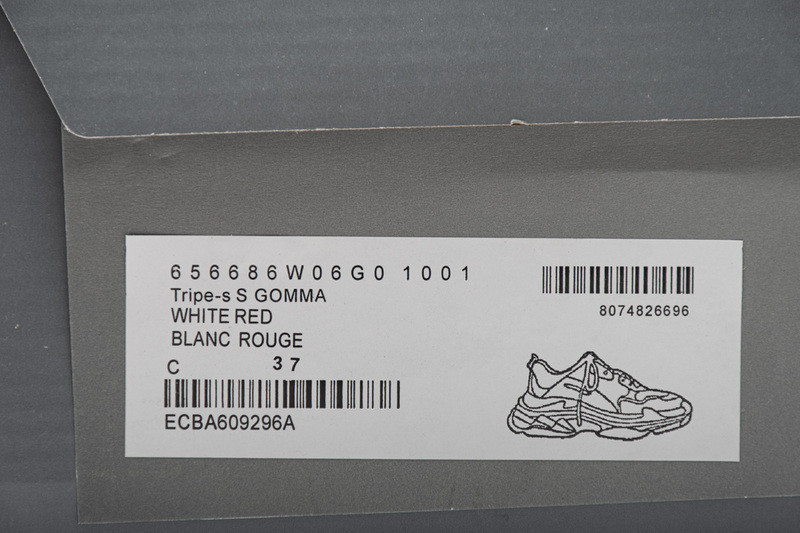 656686W06G0 1001
Tripe-s S GOMMA
WHITE RED
BLANC ROUGE
C 37
ECBA609296A
8074826696